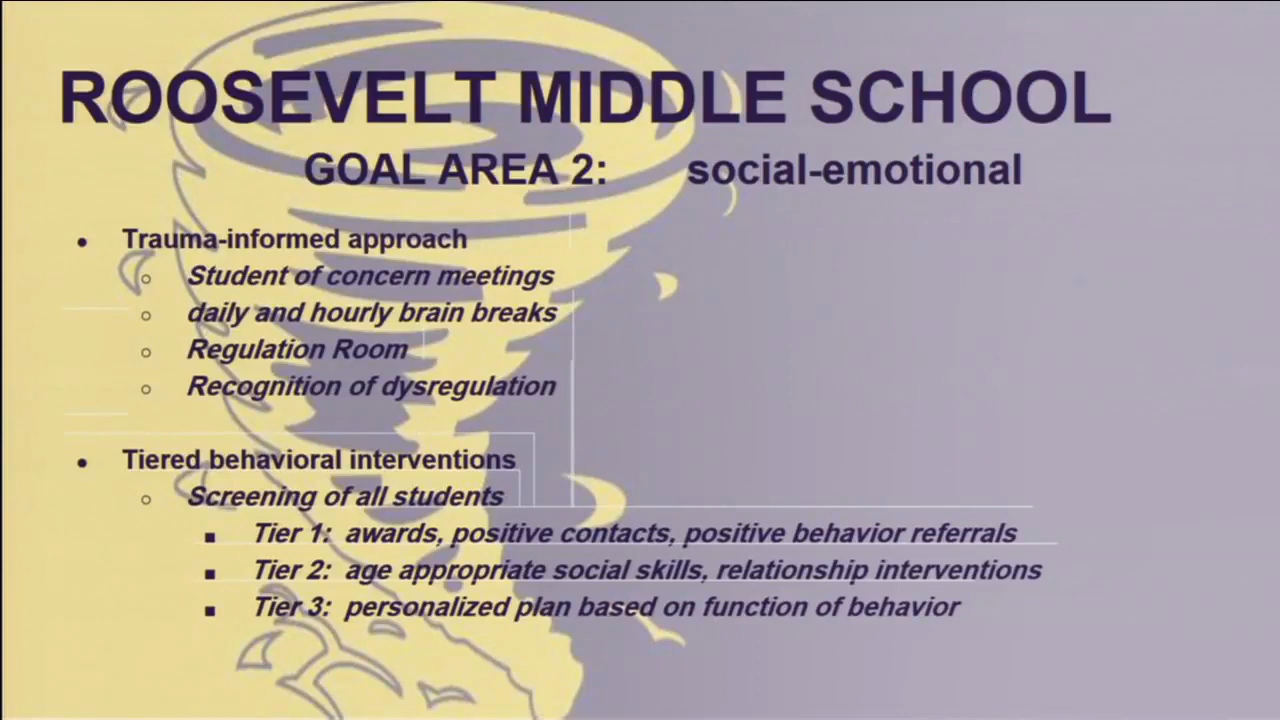 ROOSEVELT MIDDLE SCHOOL
GOAL AREA 2: social-emotional
● Trauma-informed approach
○ Student of concern meetings
○ daily and hourly brain breaks
○ Regulation Room
○ Recognition of dysregulation
● Tiered behavioral interventions
○ Screening of all students
■ Tier 1: awards, positive contacts, positive behavior referrals
■ Tier 2: age appropriate social skills, relationship interventions
■ Tier 3: personalized plan based on function of behavior